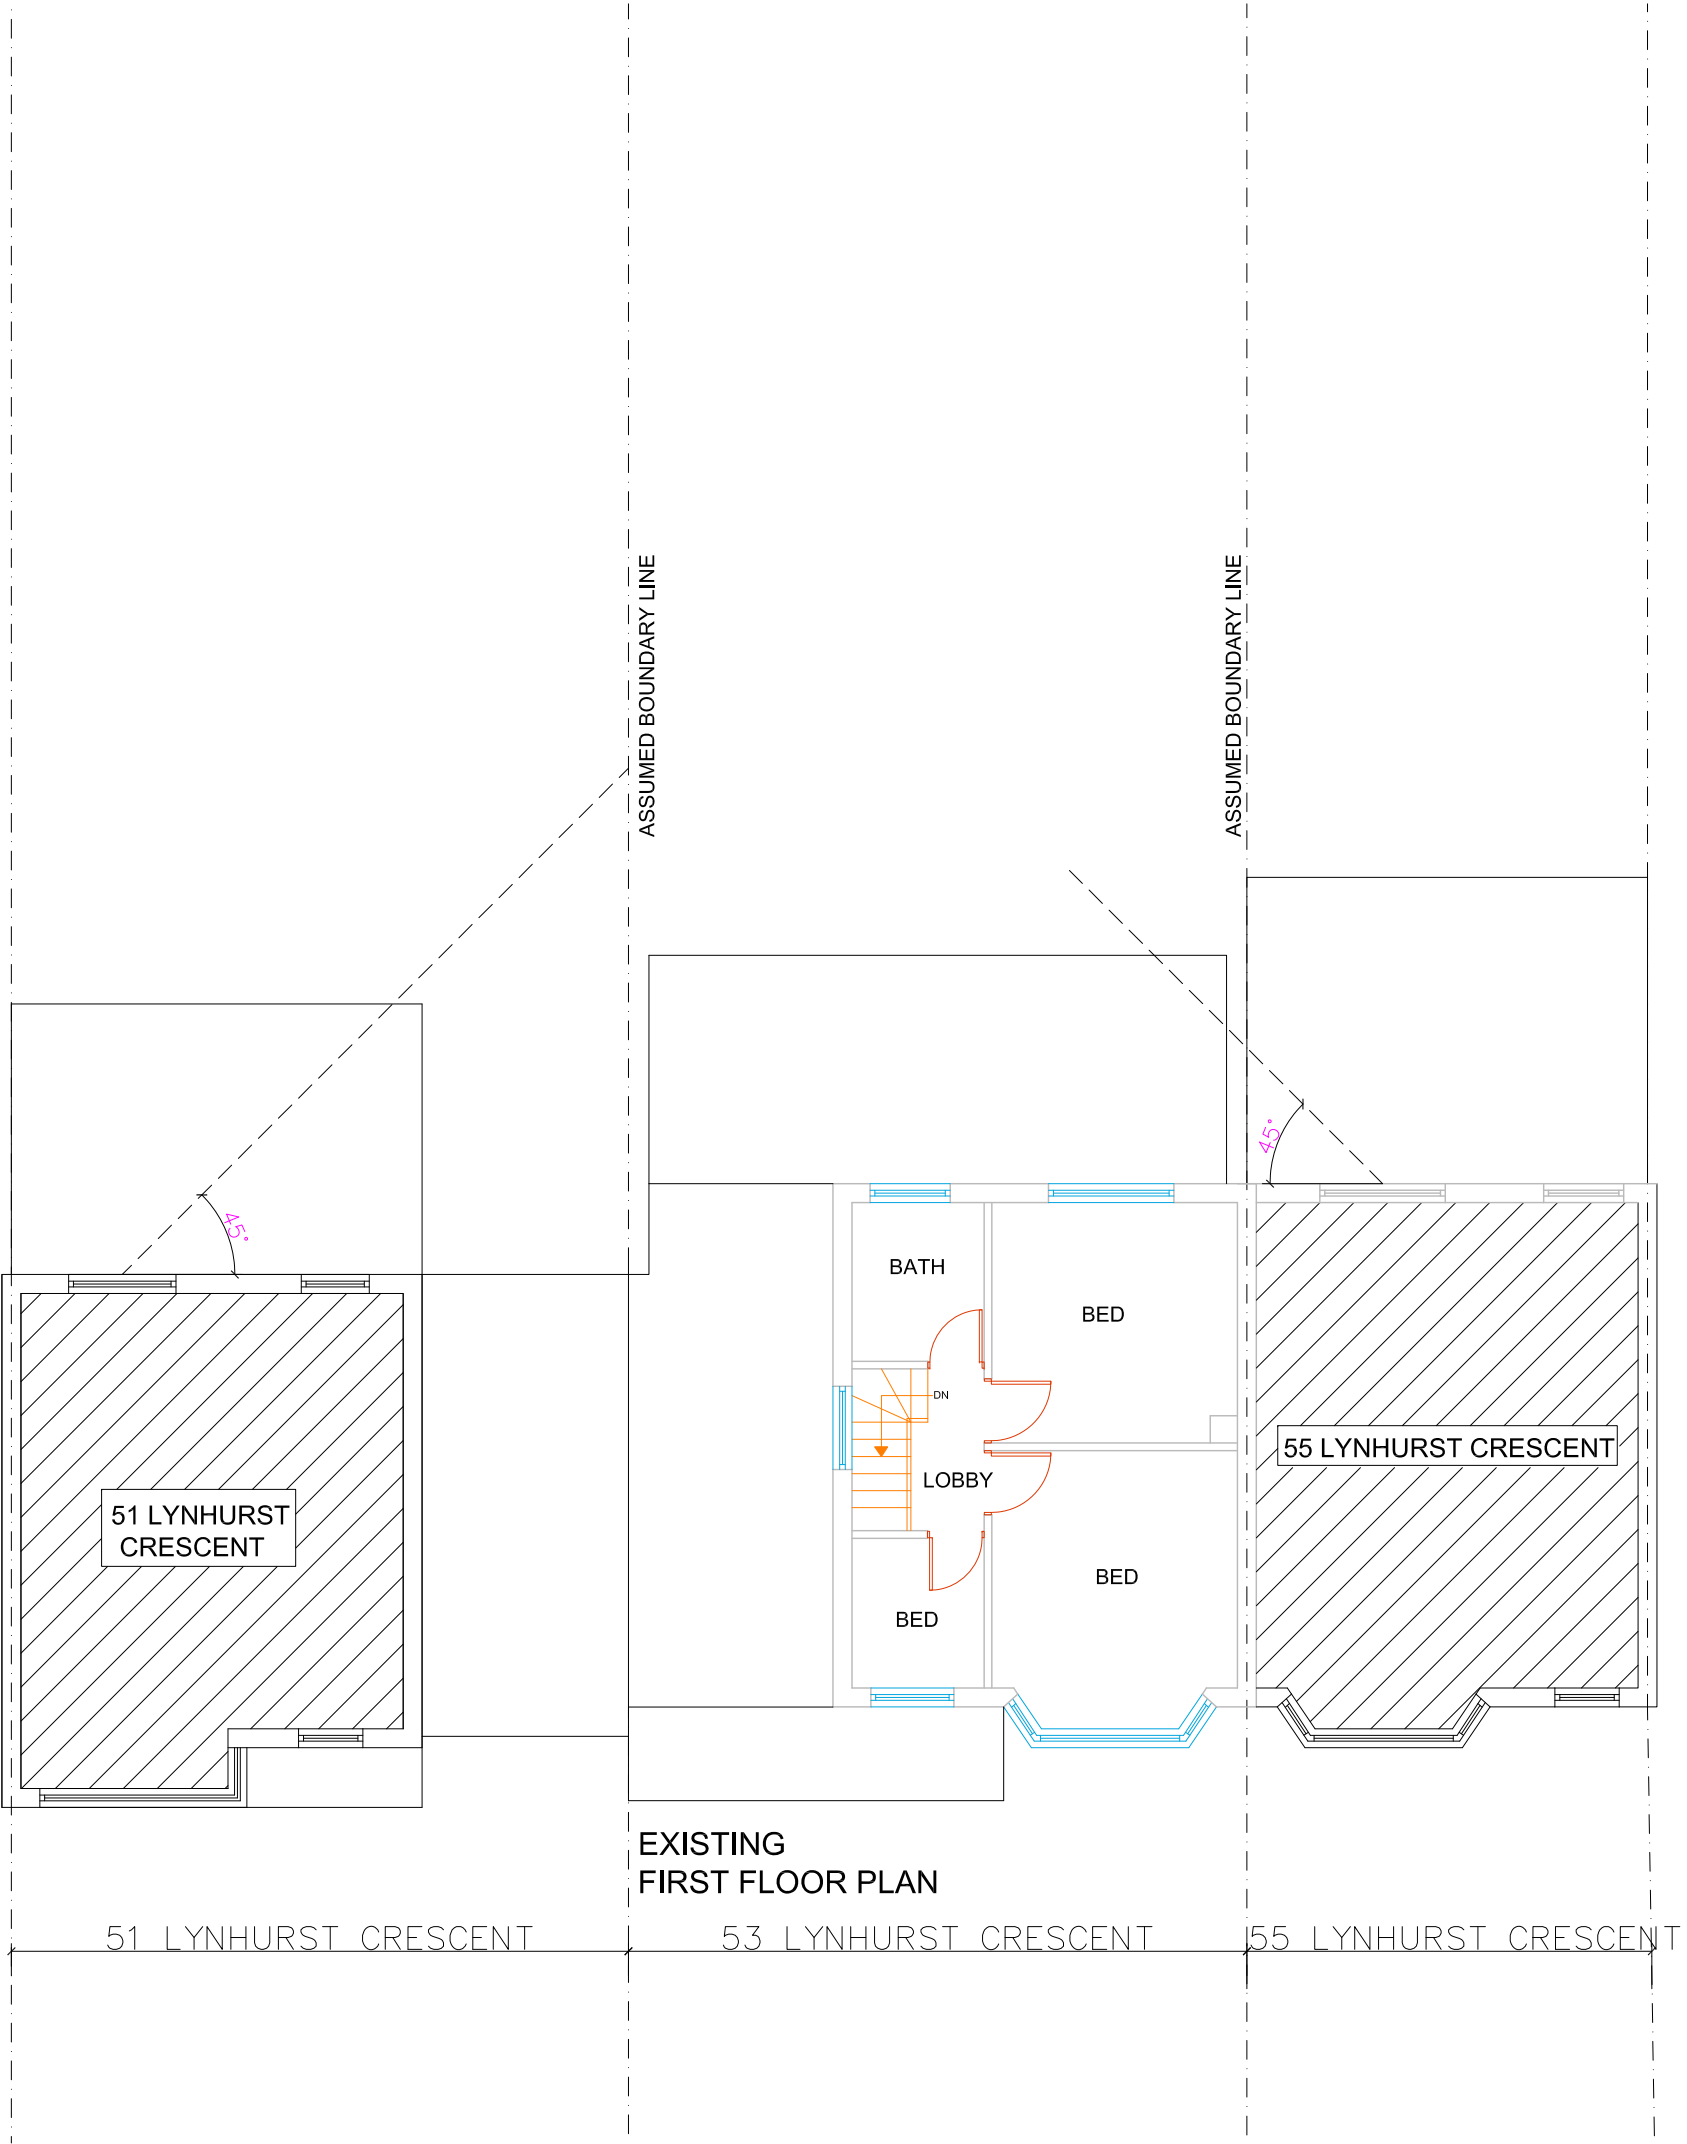 ASSUMED BOUNDARY LINE
ASSUMED BOUNDARY LINE
45°
45°
BATH
BED
DN
LOBBY
BED
BED
55 LYNHURST CRESCENT
51 LYNHURST
CRESCENT
EXISTING
FIRST FLOOR PLAN
51 LYNHURST CRESCENT
53 LYNHURST CRESCENT
55 LYNHURST CRESCENT